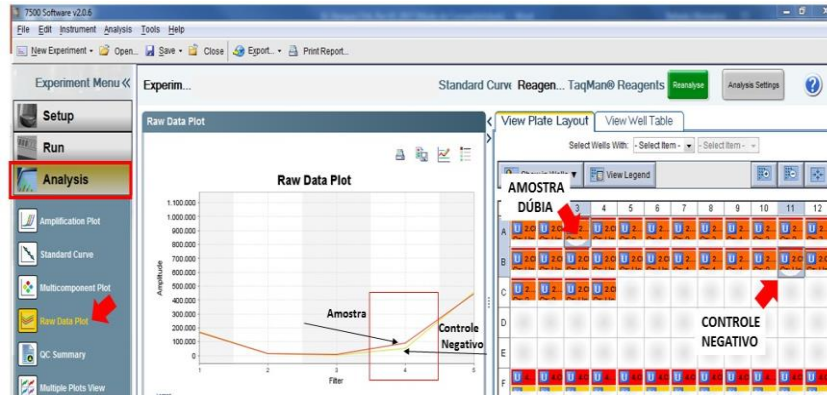 7500 Software v2.0.6
File Edit Instrument Analysis Tools Help
New Experiment Open... Save Close Export... Print Report...
Experiment Menu «
Experim...
Standard Curve Reagen... TaqMan® Reagents Reanalyse Analysis Settings
Setup
Run
Analysis
Amplification Plot
Standard Curve
Multicomponent Plot
Raw Data Plot
QC Summary
Multiple Plots View
Raw Data Plot
Raw Data Plot
1.100.000
1.000.000
900.000
800.000
700.000
600.000
500.000
400.000
300.000
200.000
100.000
0
Amplitude
1 2 3 4 5
Filter
Amostra
Controle
Negativo
View Plate Layout View Well Table
Select Wells With: - Select Item - - Select Item -
View Legend
AMOSTRA
DÚBIA
3 4 5 6 7 8 9 10 11 12
A
B
C
D
E
F
CONTROLE
NEGATIVO